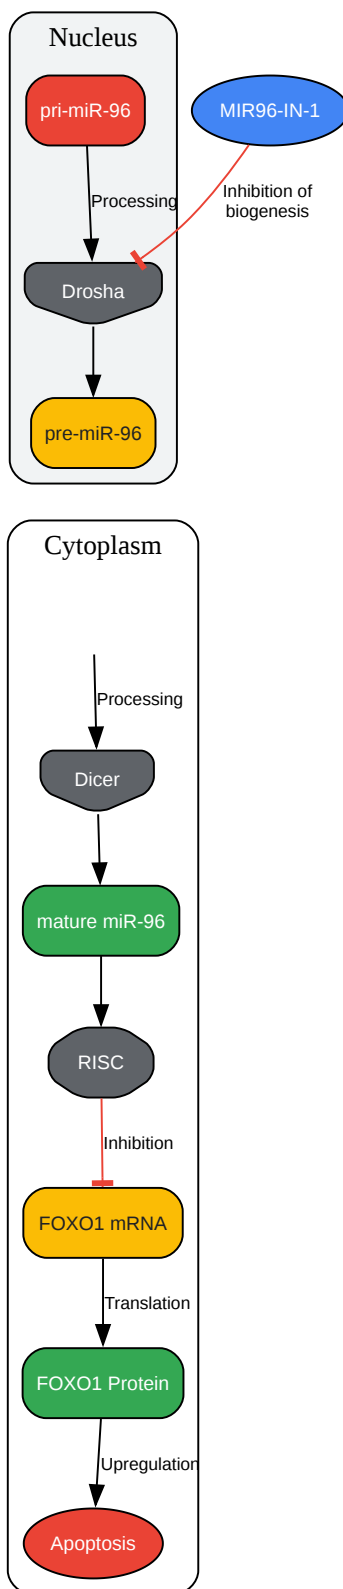 Nucleus
pri-miR-96
MIR96-IN-1
Processing
Inhibition of
biogenesis
Drosha
pre-miR-96
Cytoplasm
Processing
Dicer
mature miR-96
RISC
Inhibition
FOXO1 mRNA
Translation
FOXO1 Protein
Upregulation
Apoptosis